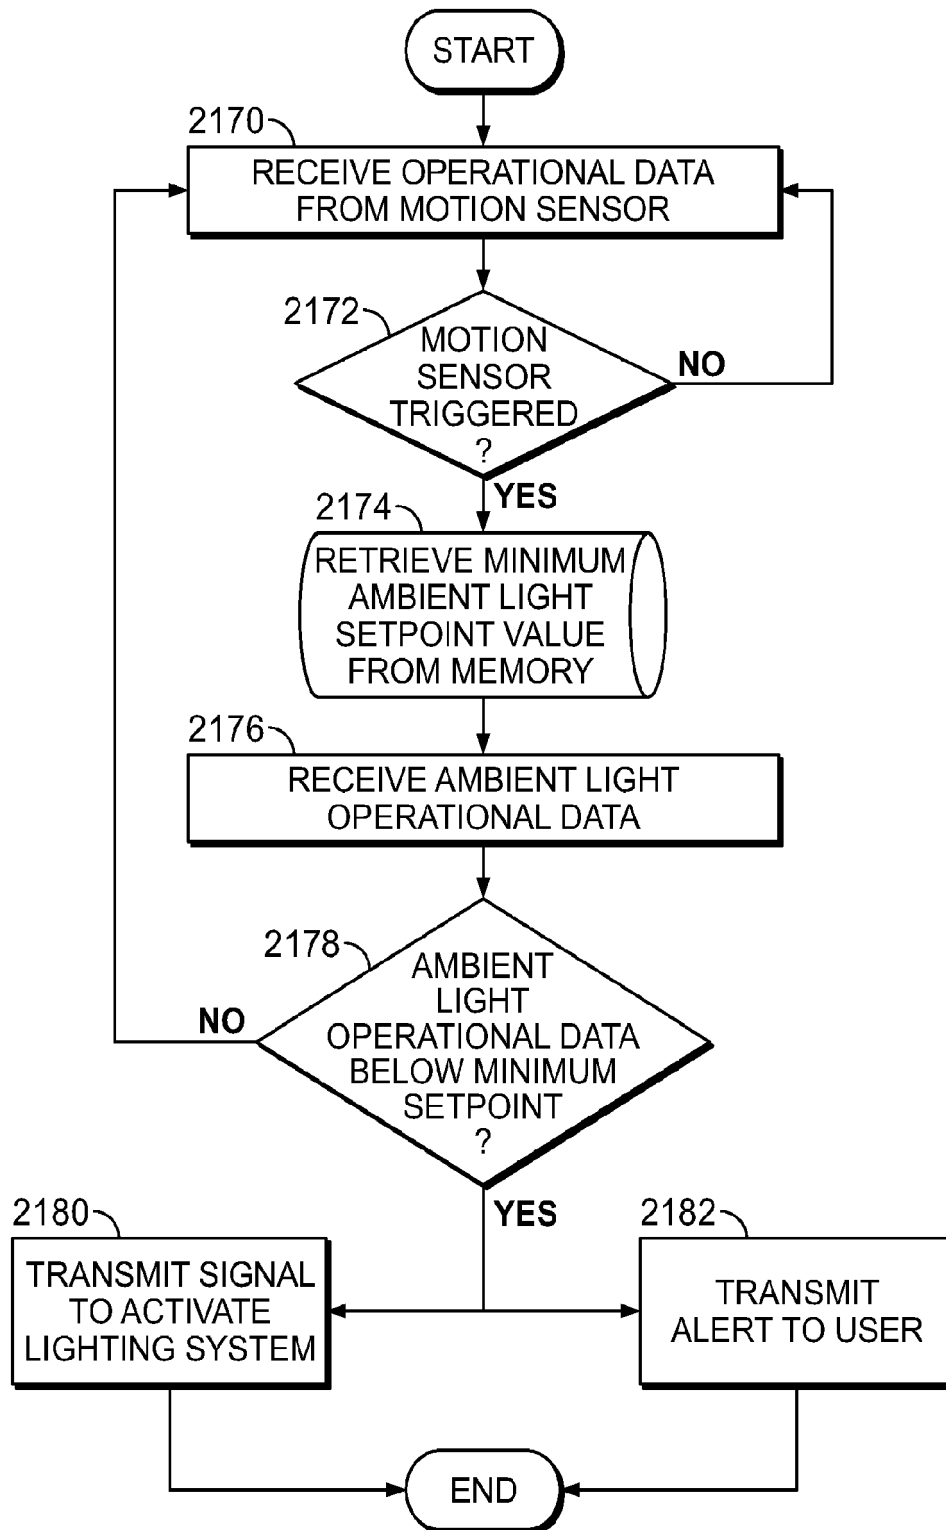 START
2170
RECEIVE OPERATIONAL DATA
FROM MOTION SENSOR
2172
MOTION
SENSOR
TRIGGERED
?
NO
YES
2174
RETRIEVE MINIMUM
AMBIENT LIGHT
SETPOINT VALUE
FROM MEMORY
2176
RECEIVE AMBIENT LIGHT
OPERATIONAL DATA
2178
AMBIENT
LIGHT
OPERATIONAL DATA
BELOW MINIMUM
SETPOINT
?
NO
YES
2180
TRANSMIT SIGNAL
TO ACTIVATE
LIGHTING SYSTEM
2182
TRANSMIT
ALERT TO USER
END